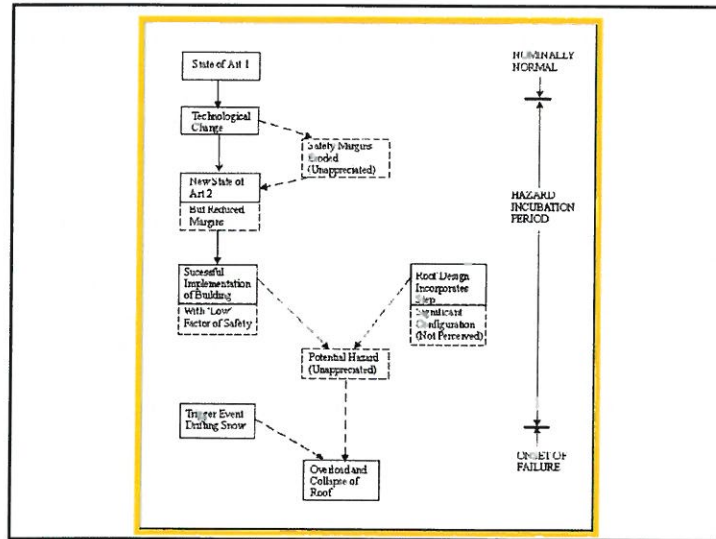 State of Art 1
Technological
Change
Safety Margins
Eroded
(Unappreciated)
New State of
Art 2
But Reduced
Margins
Sucessful
Implementation
of Building
With 'Low'
Factor of Safety
Roof Design
Incorporates
Step
Significant
Configuration
(Not Perceived)
Potential Hazard
(Unappreciated)
Trigger Event
Drifting Snow
Overload and
Collapse of
Roof
NOMINALLY
NORMAL
HAZARD
INCUBATION
PERIOD
ONSET OF
FAILURE